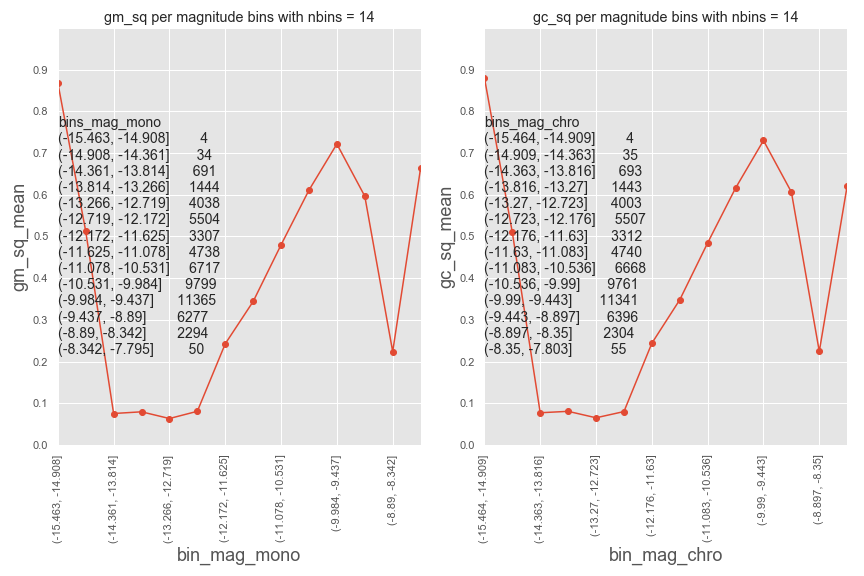 gm_sq per magnitude bins with nbins = 14
0.9
0.8
0.7
0.6
0.5
0.4
0.3
0.2
0.1
0.0
gm_sq_mean
bins_mag_mono
(-15.463, -14.908] 4
(-14.908, -14.361] 34
(-14.361, -13.814] 691
(-13.814, -13.266] 1444
(-13.266, -12.719] 4038
(-12.719, -12.172] 5504
(-12.172, -11.625] 3307
(-11.625, -11.078] 4738
(-11.078, -10.531] 6717
(-10.531, -9.984] 9799
(-9.984, -9.437] 11365
(-9.437, -8.89] 6277
(-8.89, -8.342] 2294
(-8.342, -7.795] 50
(-15.463, -14.908]
(-14.361, -13.814]
(-13.266, -12.719]
(-12.172, -11.625]
(-11.078, -10.531]
(-9.984, -9.437]
(-8.89, -8.342]
bin_mag_mono
gc_sq per magnitude bins with nbins = 14
0.9
0.8
0.7
0.6
0.5
0.4
0.3
0.2
0.1
0.0
gc_sq_mean
bins_mag_chro
(-15.464, -14.909] 4
(-14.909, -14.363] 35
(-14.363, -13.816] 693
(-13.816, -13.27] 1443
(-13.27, -12.723] 4003
(-12.723, -12.176] 5507
(-12.176, -11.63] 3312
(-11.63, -11.083] 4740
(-11.083, -10.536] 6668
(-10.536, -9.99] 9761
(-9.99, -9.443] 11341
(-9.443, -8.897] 6396
(-8.897, -8.35] 2304
(-8.35, -7.803] 55
(-15.464, -14.909]
(-14.363, -13.816]
(-13.27, -12.723]
(-12.176, -11.63]
(-11.083, -10.536]
(-9.99, -9.443]
(-8.897, -8.35]
bin_mag_chro